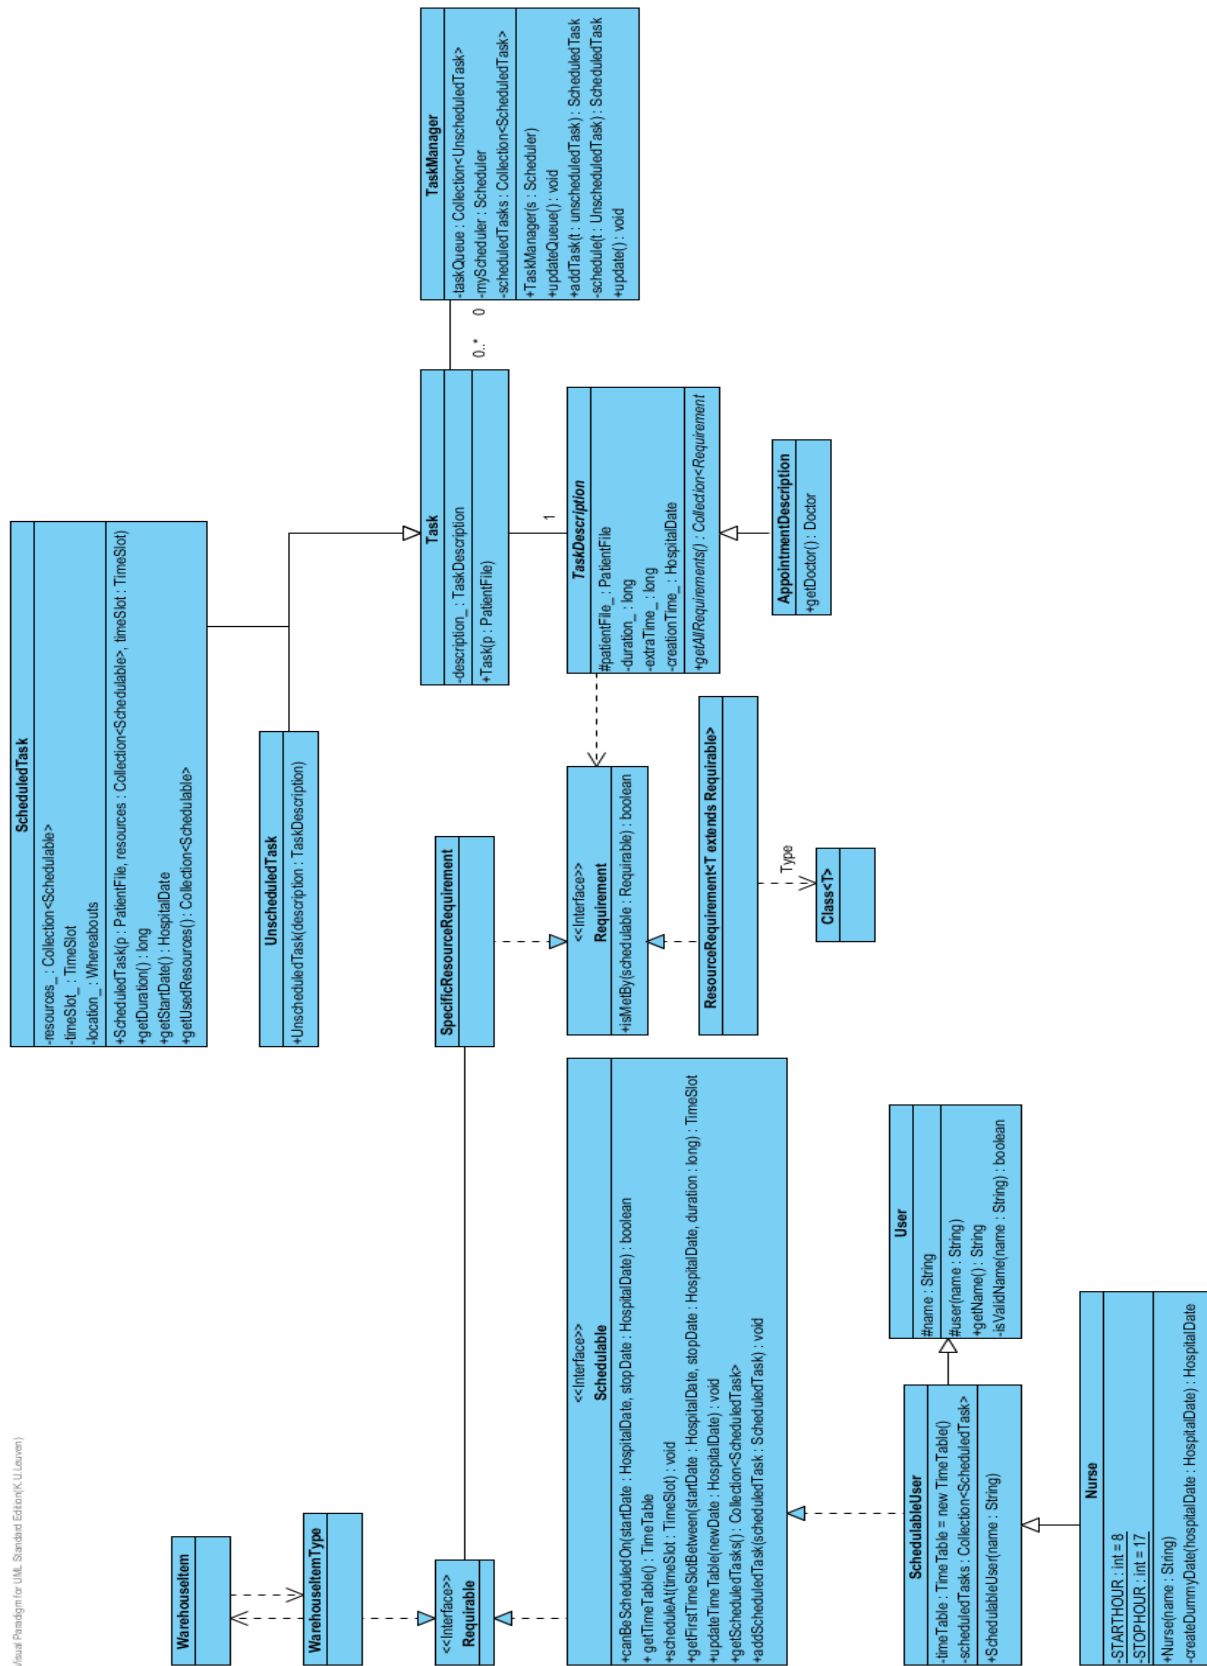 Visual Paradigm for UML Standard Edition(K.U.Leuven)
WarehouseItem
WarehouseItemType
<<Interface>>
Requirable
<<Interface>>
Schedulable
+canBeScheduledOn(startDate : HospitalDate, stopDate : HospitalDate) : boolean
+ getTimeTable() : TimeTable
+scheduleAt(timeSlot : TimeSlot) : void
+getFirstTimeSlotBetween(startDate : HospitalDate, stopDate : HospitalDate, duration : long) : TimeSlot
+updateTimeTable(newDate : HospitalDate) : void
+getScheduledTasks() : Collection<ScheduledTask>
+addScheduledTask(scheduledTask : ScheduledTask) : void
SchedulableUser
-timeTable : TimeTable = new TimeTable()
-scheduledTasks : Collection<ScheduledTask>
+SchedulableUser(name : String)
User
#name : String
#user(name : String)
+getName() : String
-isValidName(name : String) : boolean
Nurse
-STARTHOUR : int = 8
-STOPHOUR : int = 17
+Nurse(name : String)
-createDummyDate(hospitalDate : HospitalDate) : HospitalDate
ScheduledTask
-resources_ : Collection<Schedulable>
-timeSlot_ : TimeSlot
-location_ : Whereabouts
+ScheduledTask(p : PatientFile, resources : Collection<Schedulable>, timeSlot : TimeSlot)
+getDuration() : long
+getStartDate() : HospitalDate
+getUsedResources() : Collection<Schedulable>
UnscheduledTask
+UnscheduledTask(description : TaskDescription)
SpecificResourceRequirement
<<Interface>>
Requirement
+isMetBy(schedulable : Requirable) : boolean
ResourceRequirement<T extends Requirable>
Type
Class<T>
Task
-description_ : TaskDescription
+Task(p : PatientFile)
0..*
0
1
TaskDescription
#patientFile_ : PatientFile
-duration_ : long
-extraTime_ : long
-creationTime_ : HospitalDate
+getAllRequirements() : Collection<Requirement
AppointmentDescription
+getDoctor() : Doctor
TaskManager
-taskQueue : Collection<UnscheduledTask>
-myScheduler : Scheduler
-scheduledTasks : Collection<ScheduledTask>
+TaskManager(s : Scheduler)
+updateQueue() : void
+addTask(t : unscheduledTask) : ScheduledTask
-schedule(t : UnscheduledTask) : ScheduledTask
+update() : void